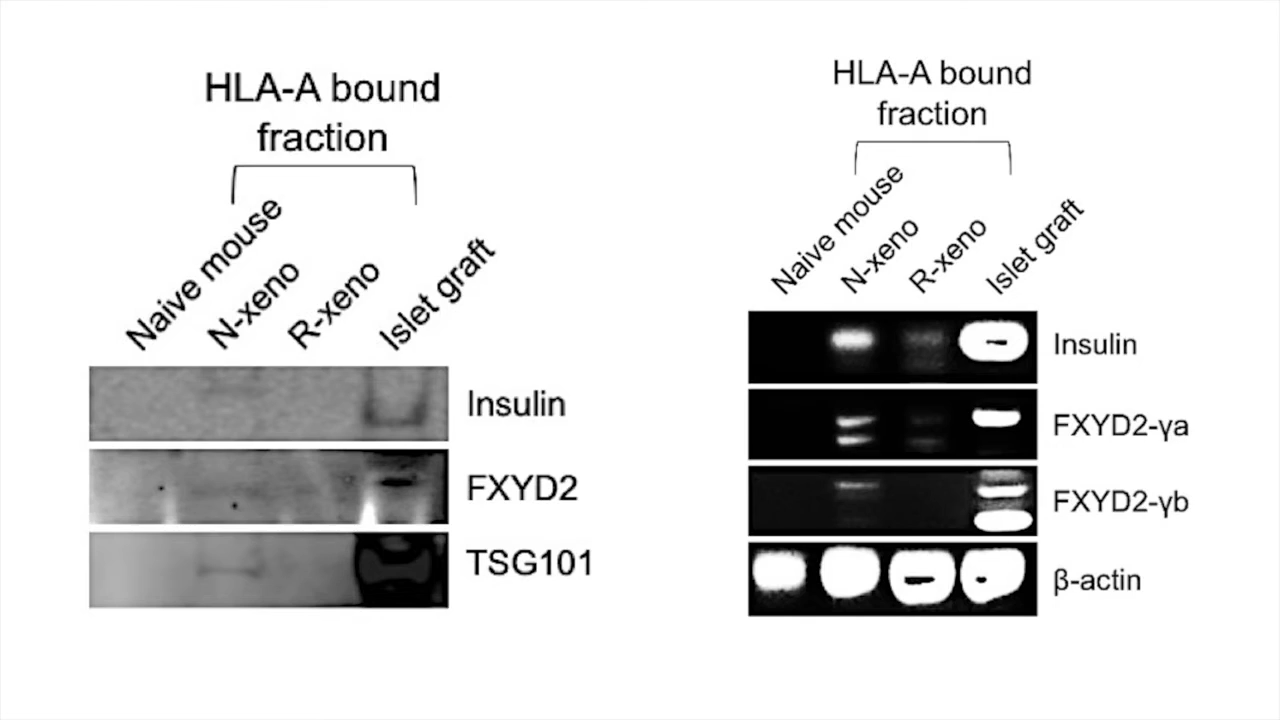 HLA-A bound
fraction
Naive mouse
N-xeno
R-xeno
Islet graft
Insulin
FXYD2
TSG101
HLA-A bound
fraction
Naive mouse
N-xeno
R-xeno
Islet graft
Insulin
FXYD2-γa
FXYD2-γb
β-actin